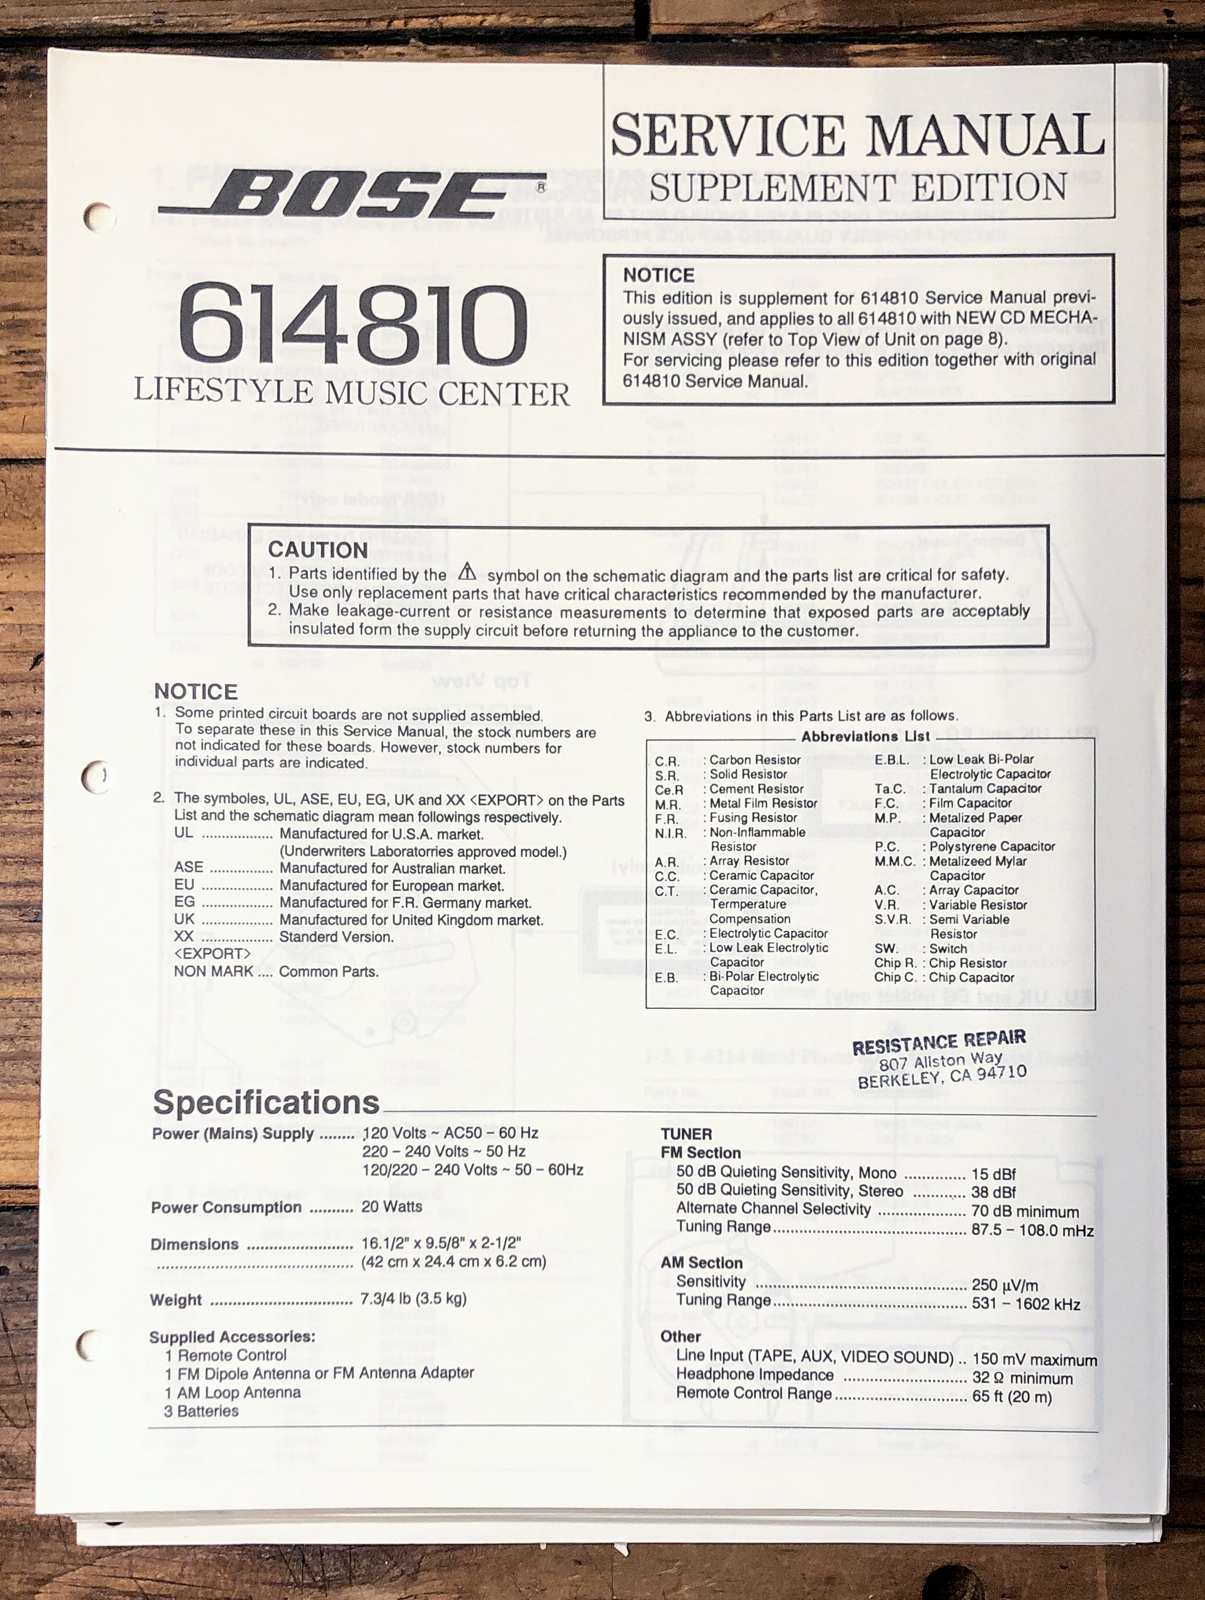 SERVICE MANUAL
SUPPLEMENT EDITION
BOSE®
614810
LIFESTYLE MUSIC CENTER
NOTICE
This edition is supplement for 614810 Service Manual previ-
ously issued, and applies to all 614810 with NEW CD MECHA-
NISM ASSY (refer to Top View of Unit on page 8).
For servicing please refer to this edition together with original
614810 Service Manual.
CAUTION
1. Parts identified by the ⚠ symbol on the schematic diagram and the parts list are critical for safety.
Use only replacement parts that have critical characteristics recommended by the manufacturer.
2. Make leakage-current or resistance measurements to determine that exposed parts are acceptably
insulated form the supply circuit before returning the appliance to the customer.
NOTICE
1. Some printed circuit boards are not supplied assembled.
To separate these in this Service Manual, the stock numbers are
not indicated for these boards. However, stock numbers for
individual parts are indicated.
2. The symboles, UL, ASE, EU, EG, UK and XX <EXPORT> on the Parts
List and the schematic diagram mean followings respectively.
UL .................. Manufactured for U.S.A. market.
(Underwriters Laboratorries approved model.)
ASE ................ Manufactured for Australian market.
EU .................. Manufactured for European market.
EG .................. Manufactured for F.R. Germany market.
UK .................. Manufactured for United Kingdom market.
XX .................. Standerd Version.
<EXPORT>
NON MARK .... Common Parts.
3. Abbreviations in this Parts List are as follows.
Abbreviations List
C.R. : Carbon Resistor
S.R. : Solid Resistor
Ce.R : Cement Resistor
M.R. : Metal Film Resistor
F.R. : Fusing Resistor
N.I.R. : Non-Inflammable
Resistor
A.R. : Array Resistor
C.C. : Ceramic Capacitor
C.T. : Ceramic Capacitor,
Termperature
Compensation
E.C. : Electrolytic Capacitor
E.L. : Low Leak Electrolytic
Capacitor
E.B. : Bi-Polar Electrolytic
Capacitor
E.B.L. : Low Leak Bi-Polar
Electrolytic Capacitor
Ta.C. : Tantalum Capacitor
F.C. : Film Capacitor
M.P. : Metalized Paper
Capacitor
P.C. : Polystyrene Capacitor
M.M.C. : Metalizeed Mylar
Capacitor
A.C. : Array Capacitor
V.R. : Variable Resistor
S.V.R. : Semi Variable
Resistor
SW. : Switch
Chip R. : Chip Resistor
Chip C. : Chip Capacitor
RESISTANCE REPAIR
807 Allston Way
BERKELEY, CA 94710
Specifications
Power (Mains) Supply ........ 120 Volts ~ AC50 – 60 Hz
220 – 240 Volts ~ 50 Hz
120/220 – 240 Volts ~ 50 – 60Hz
Power Consumption .......... 20 Watts
Dimensions ........................ 16.1/2" x 9.5/8" x 2-1/2"
............................................ (42 cm x 24.4 cm x 6.2 cm)
Weight ................................ 7.3/4 lb (3.5 kg)
Supplied Accessories:
1 Remote Control
1 FM Dipole Antenna or FM Antenna Adapter
1 AM Loop Antenna
3 Batteries
TUNER
FM Section
50 dB Quieting Sensitivity, Mono .............. 15 dBf
50 dB Quieting Sensitivity, Stereo ............ 38 dBf
Alternate Channel Selectivity .................... 70 dB minimum
Tuning Range........................................... 87.5 – 108.0 mHz
AM Section
Sensitivity ................................................ 250 µV/m
Tuning Range........................................... 531 – 1602 kHz
Other
Line Input (TAPE, AUX, VIDEO SOUND) .. 150 mV maximum
Headphone Impedance ............................ 32 Ω minimum
Remote Control Range.............................. 65 ft (20 m)